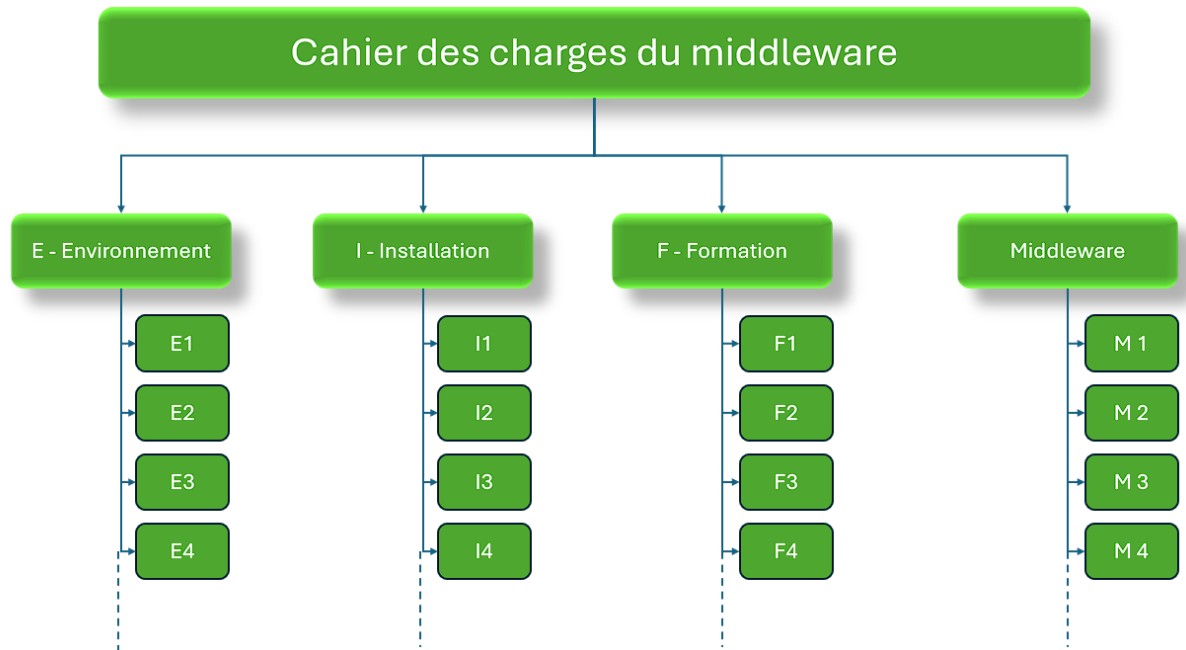 Cahier des charges du middleware
E - Environnement
I - Installation
F - Formation
Middleware
E1
I1
F1
M 1
E2
I2
F2
M 2
E3
I3
F3
M 3
E4
I4
F4
M 4